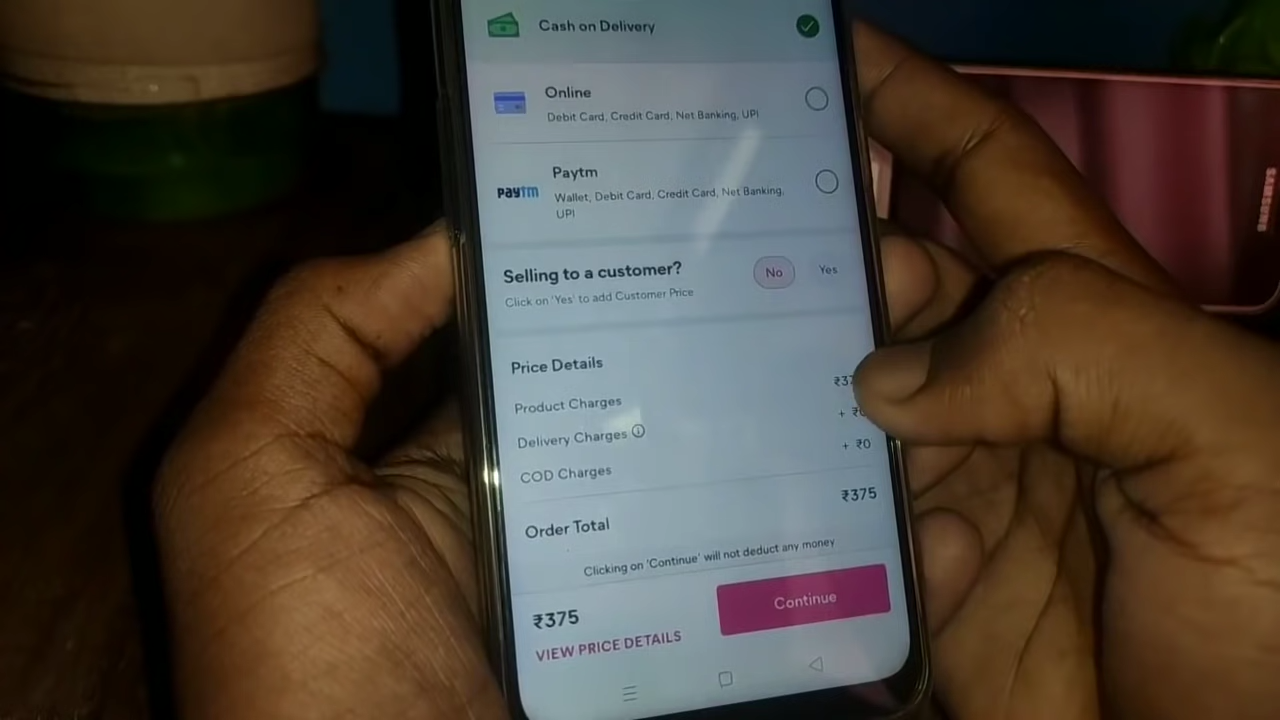 Cash on Delivery
Online
Debit Card, Credit Card, Net Banking, UPI
paytm
Paytm
Wallet, Debit Card, Credit Card, Net Banking,
UPI
Selling to a customer?
No
Yes
Click on 'Yes' to add Customer Price
Price Details
Product Charges
Delivery Charges
COD Charges
+ ₹0
Order Total
₹375
Clicking on 'Continue' will not deduct any money
₹375
VIEW PRICE DETAILS
Continue